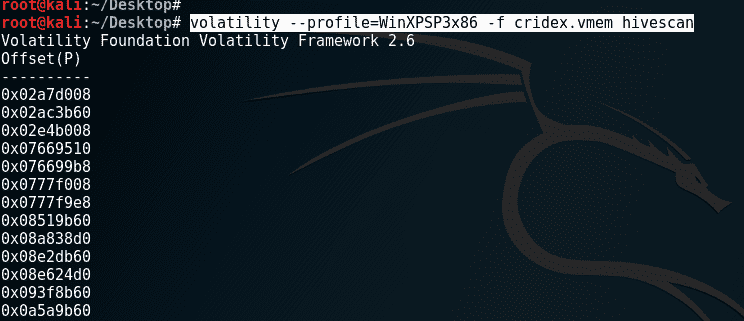 root@kali:~/Desktop#
root@kali:~/Desktop# volatility --profile=WinXPSP3x86 -f cridex.vmem hivescan
Volatility Foundation Volatility Framework 2.6
Offset(P)
----------
0x02a7d008
0x02ac3b60
0x02e4b008
0x07669510
0x076699b8
0x0777f008
0x0777f9e8
0x08519b60
0x08a838d0
0x08e2db60
0x08e624d0
0x093f8b60
0x0a5a9b60